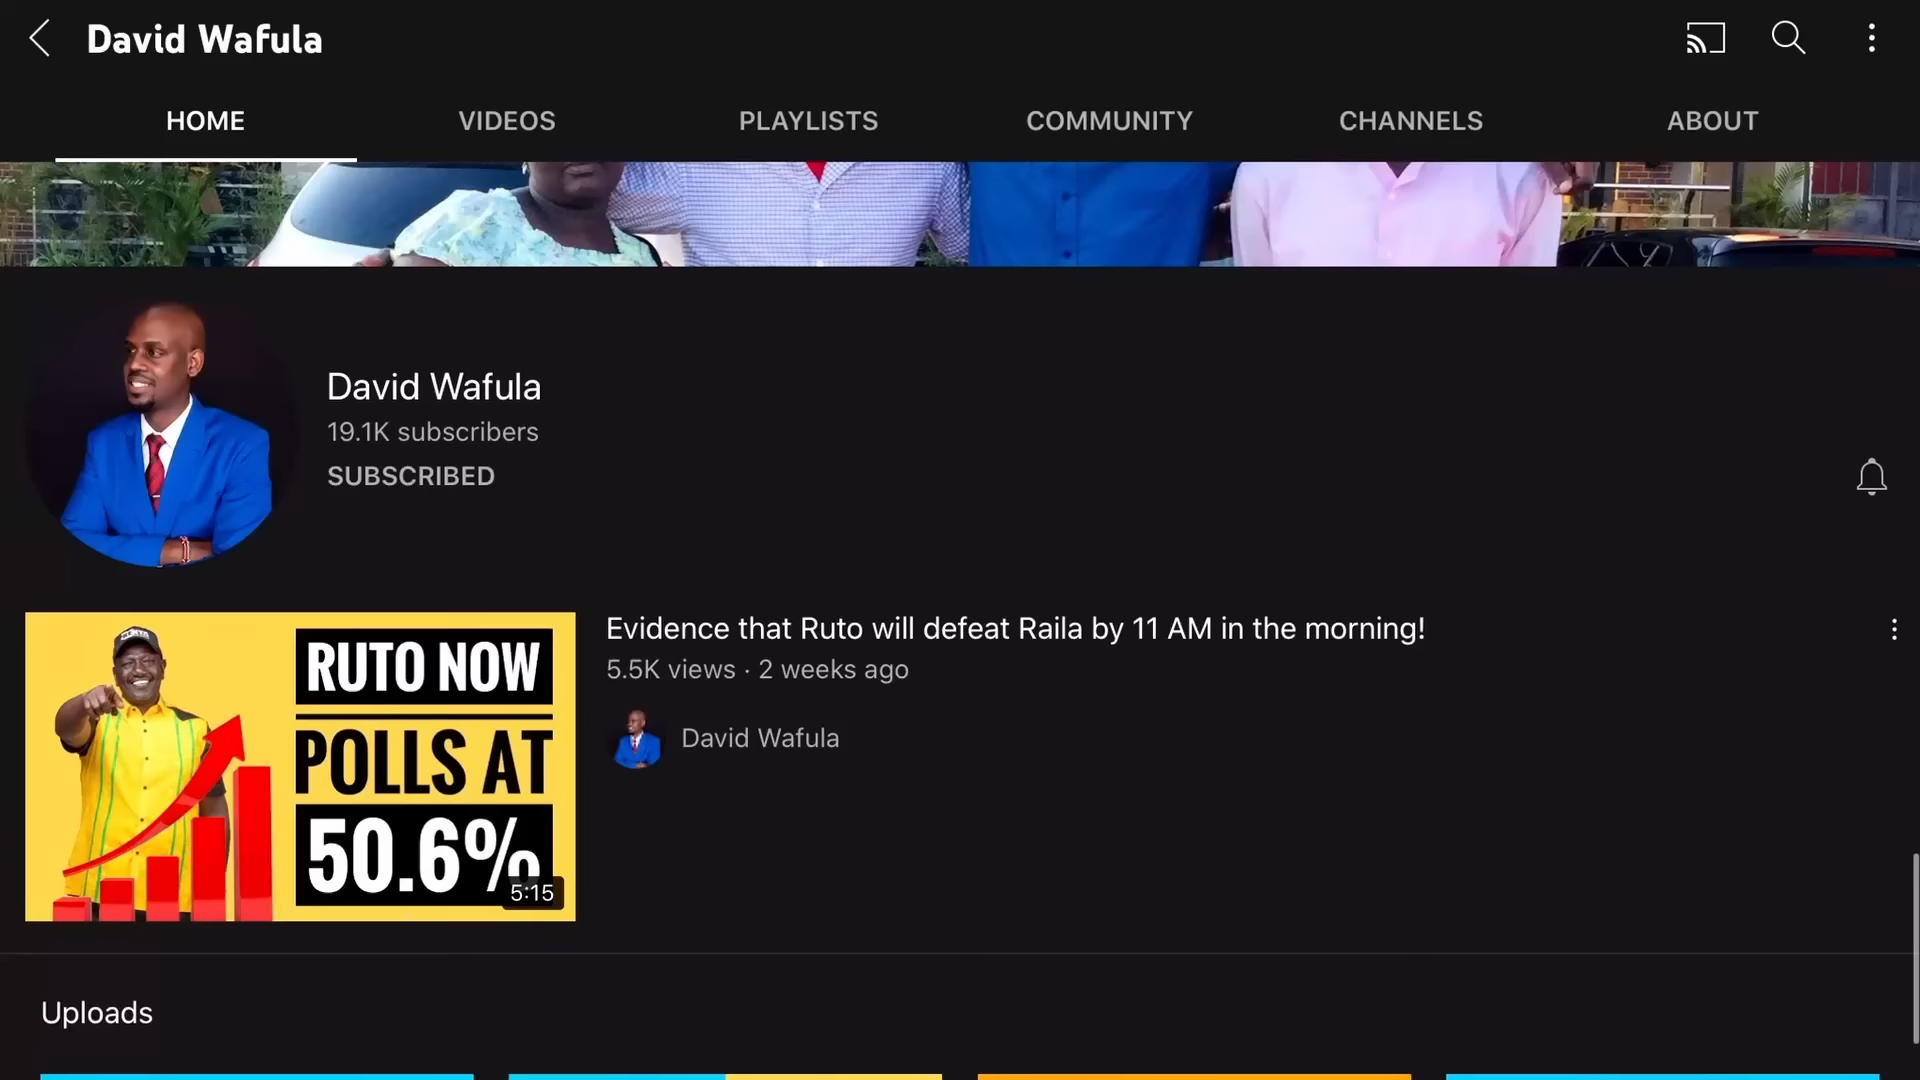 David Wafula
HOME
VIDEOS
PLAYLISTS
COMMUNITY
CHANNELS
ABOUT
David Wafula
19.1K subscribers
SUBSCRIBED
RUTO NOW
POLLS AT
50.6%
5:15
Evidence that Ruto will defeat Raila by 11 AM in the morning!
5.5K views · 2 weeks ago
David Wafula
Uploads